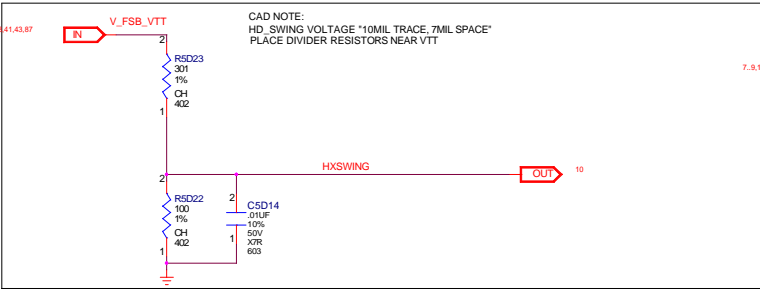 CAD NOTE:
V_FSB_VTT
HD_SWING VOLTAGE "10MIL TRACE, 7MIL SPACE"
,41,43,87
IN
PLACE DIVIDER RESISTORS NEAR VTT
2
R5D23
301
1%
CH
402
1
7..9,1
HXSWING
OUT
10
2
R5D22
100
1%
CH
402
1
2
C5D14
.01UF
10%
50V
X7R
603
1